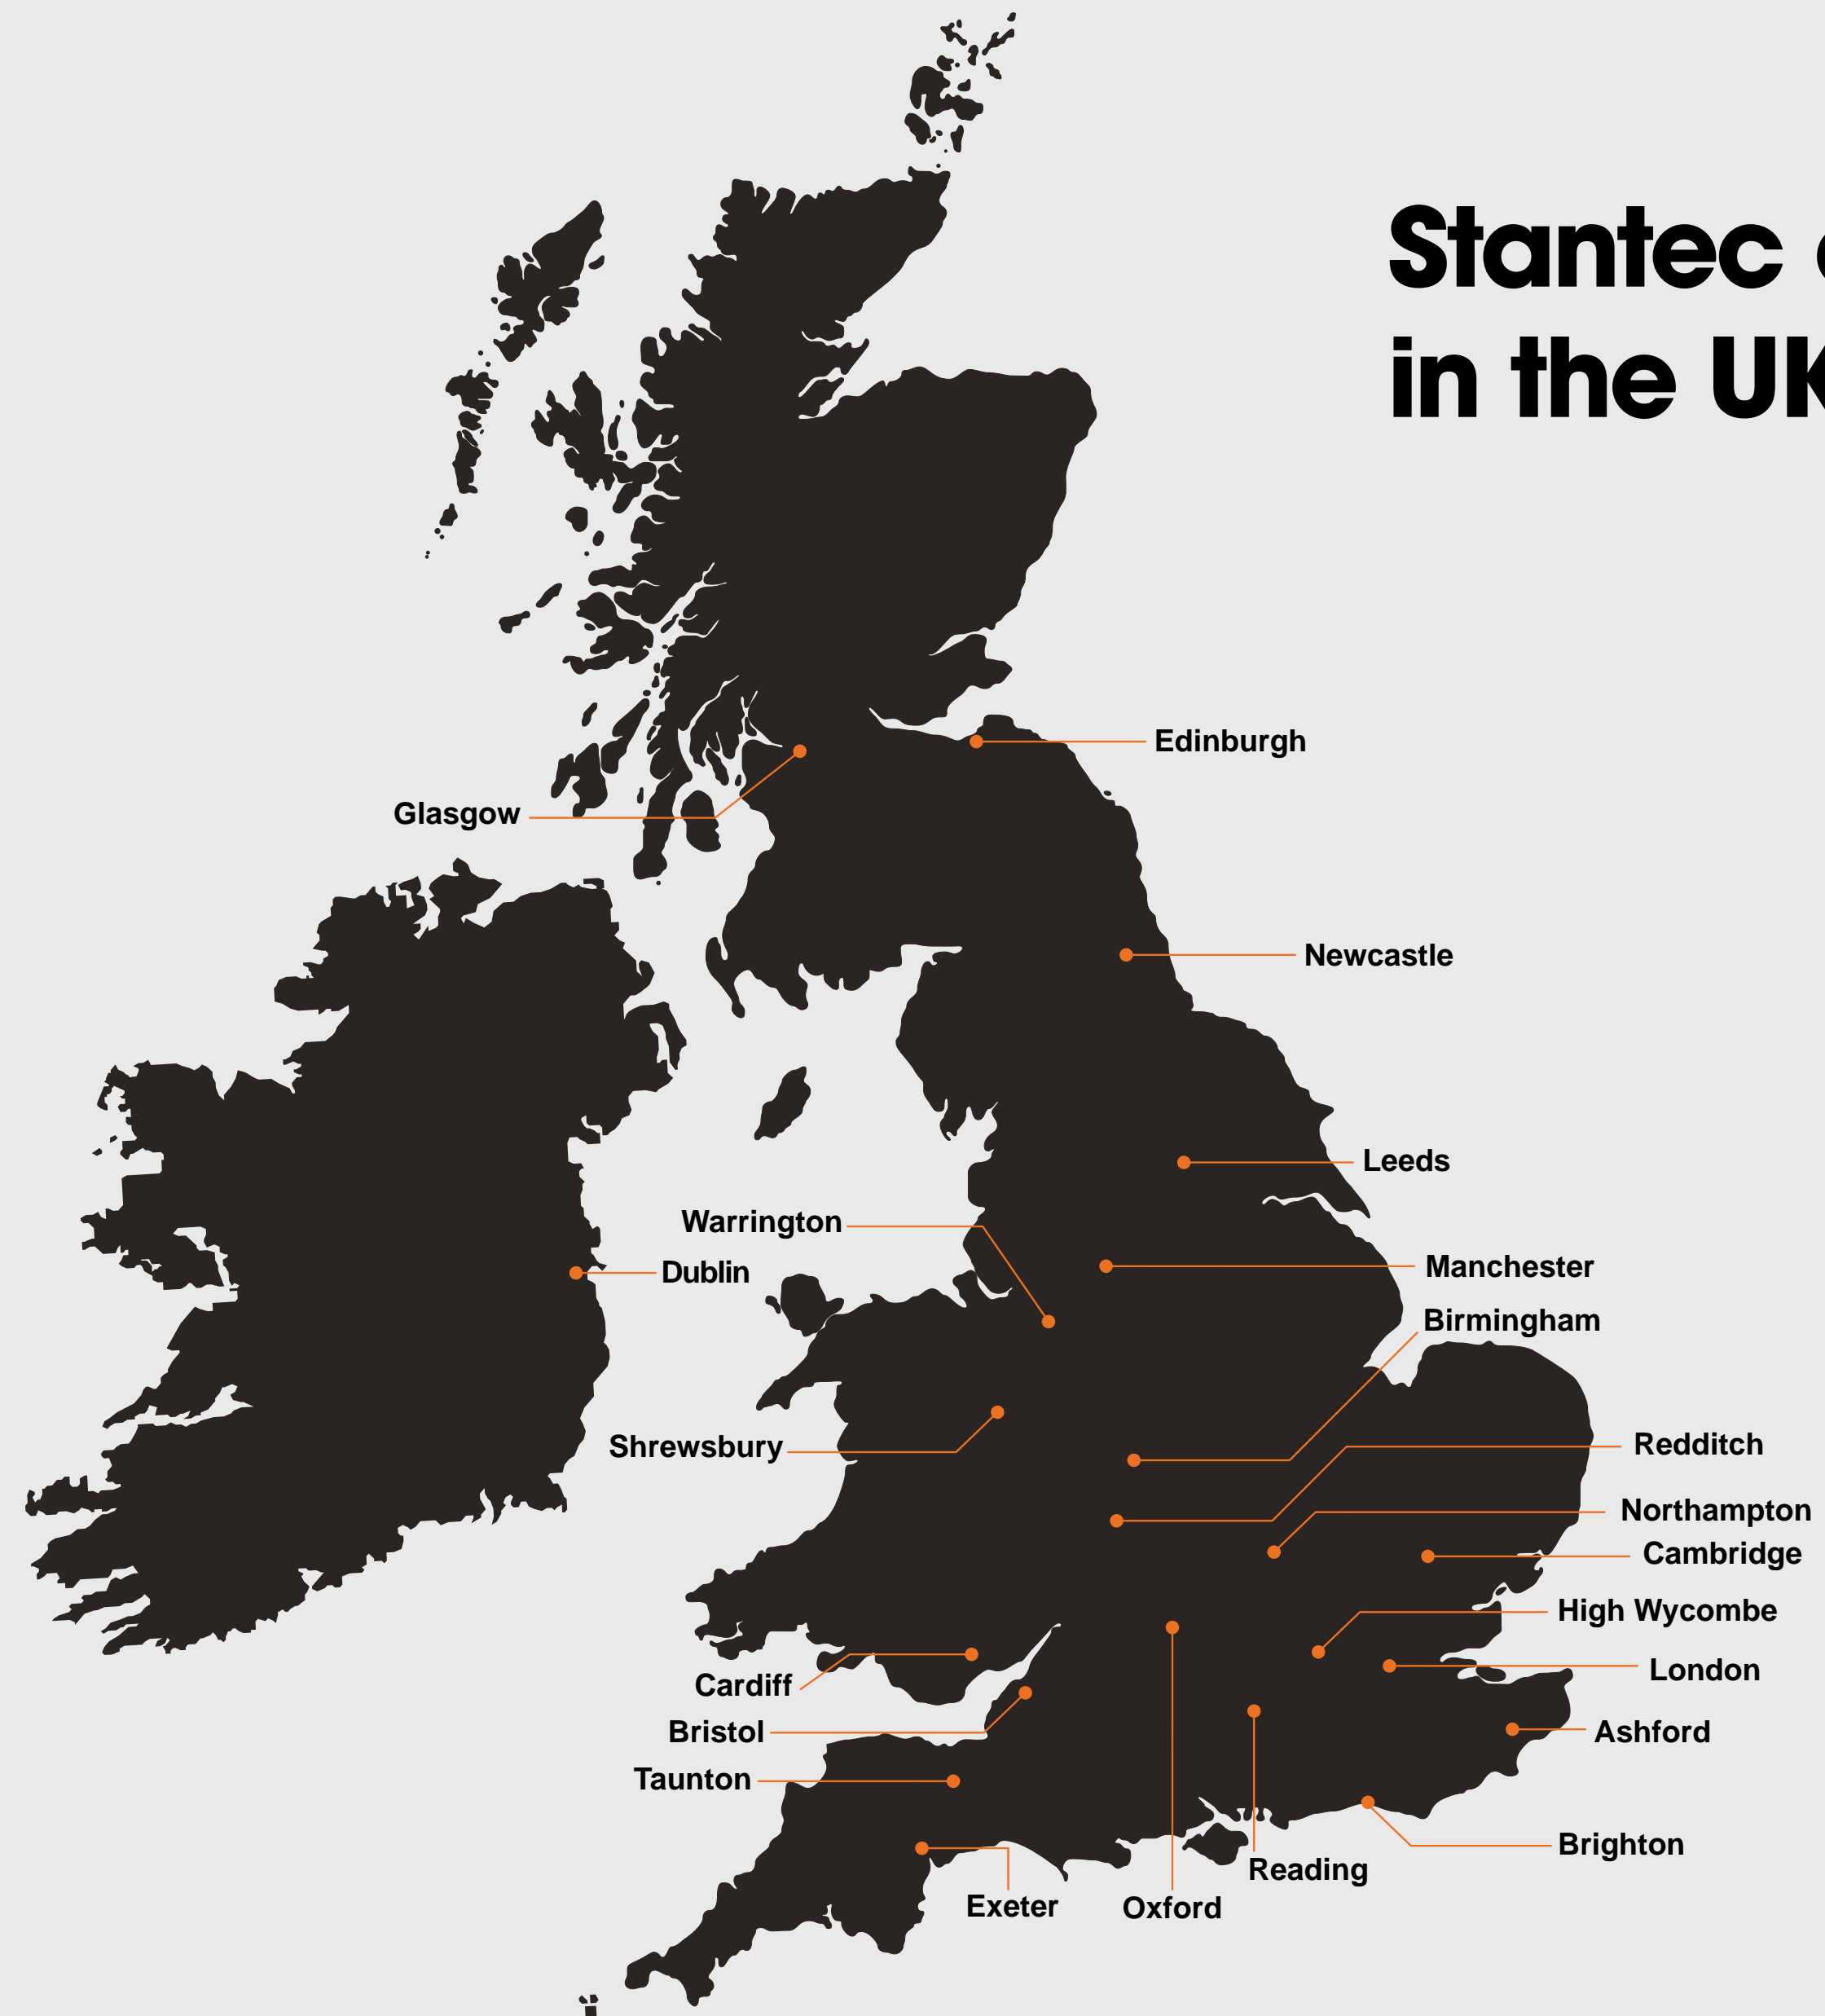 Stantec
in the UK
Edinburgh
Glasgow
Newcastle
Leeds
Warrington
Manchester
Dublin
Birmingham
Redditch
Shrewsbury
Northampton
Cambridge
High Wycombe
London
Cardiff
Bristol
Ashford
Taunton
Brighton
Reading
Exeter
Oxford